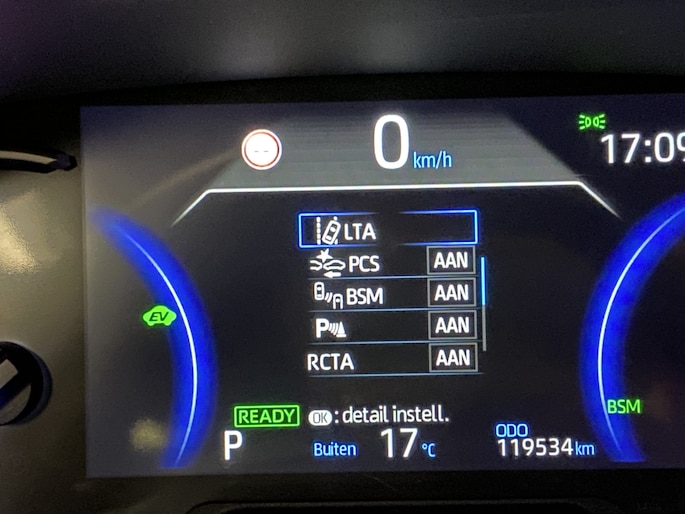 0 km/h
17:09
LTA
PCS AAN
BSM AAN
P AAN
RCTA AAN
EV
BSM
READY OK : detail instell.
P Buiten 17 °C
ODO
119534 km